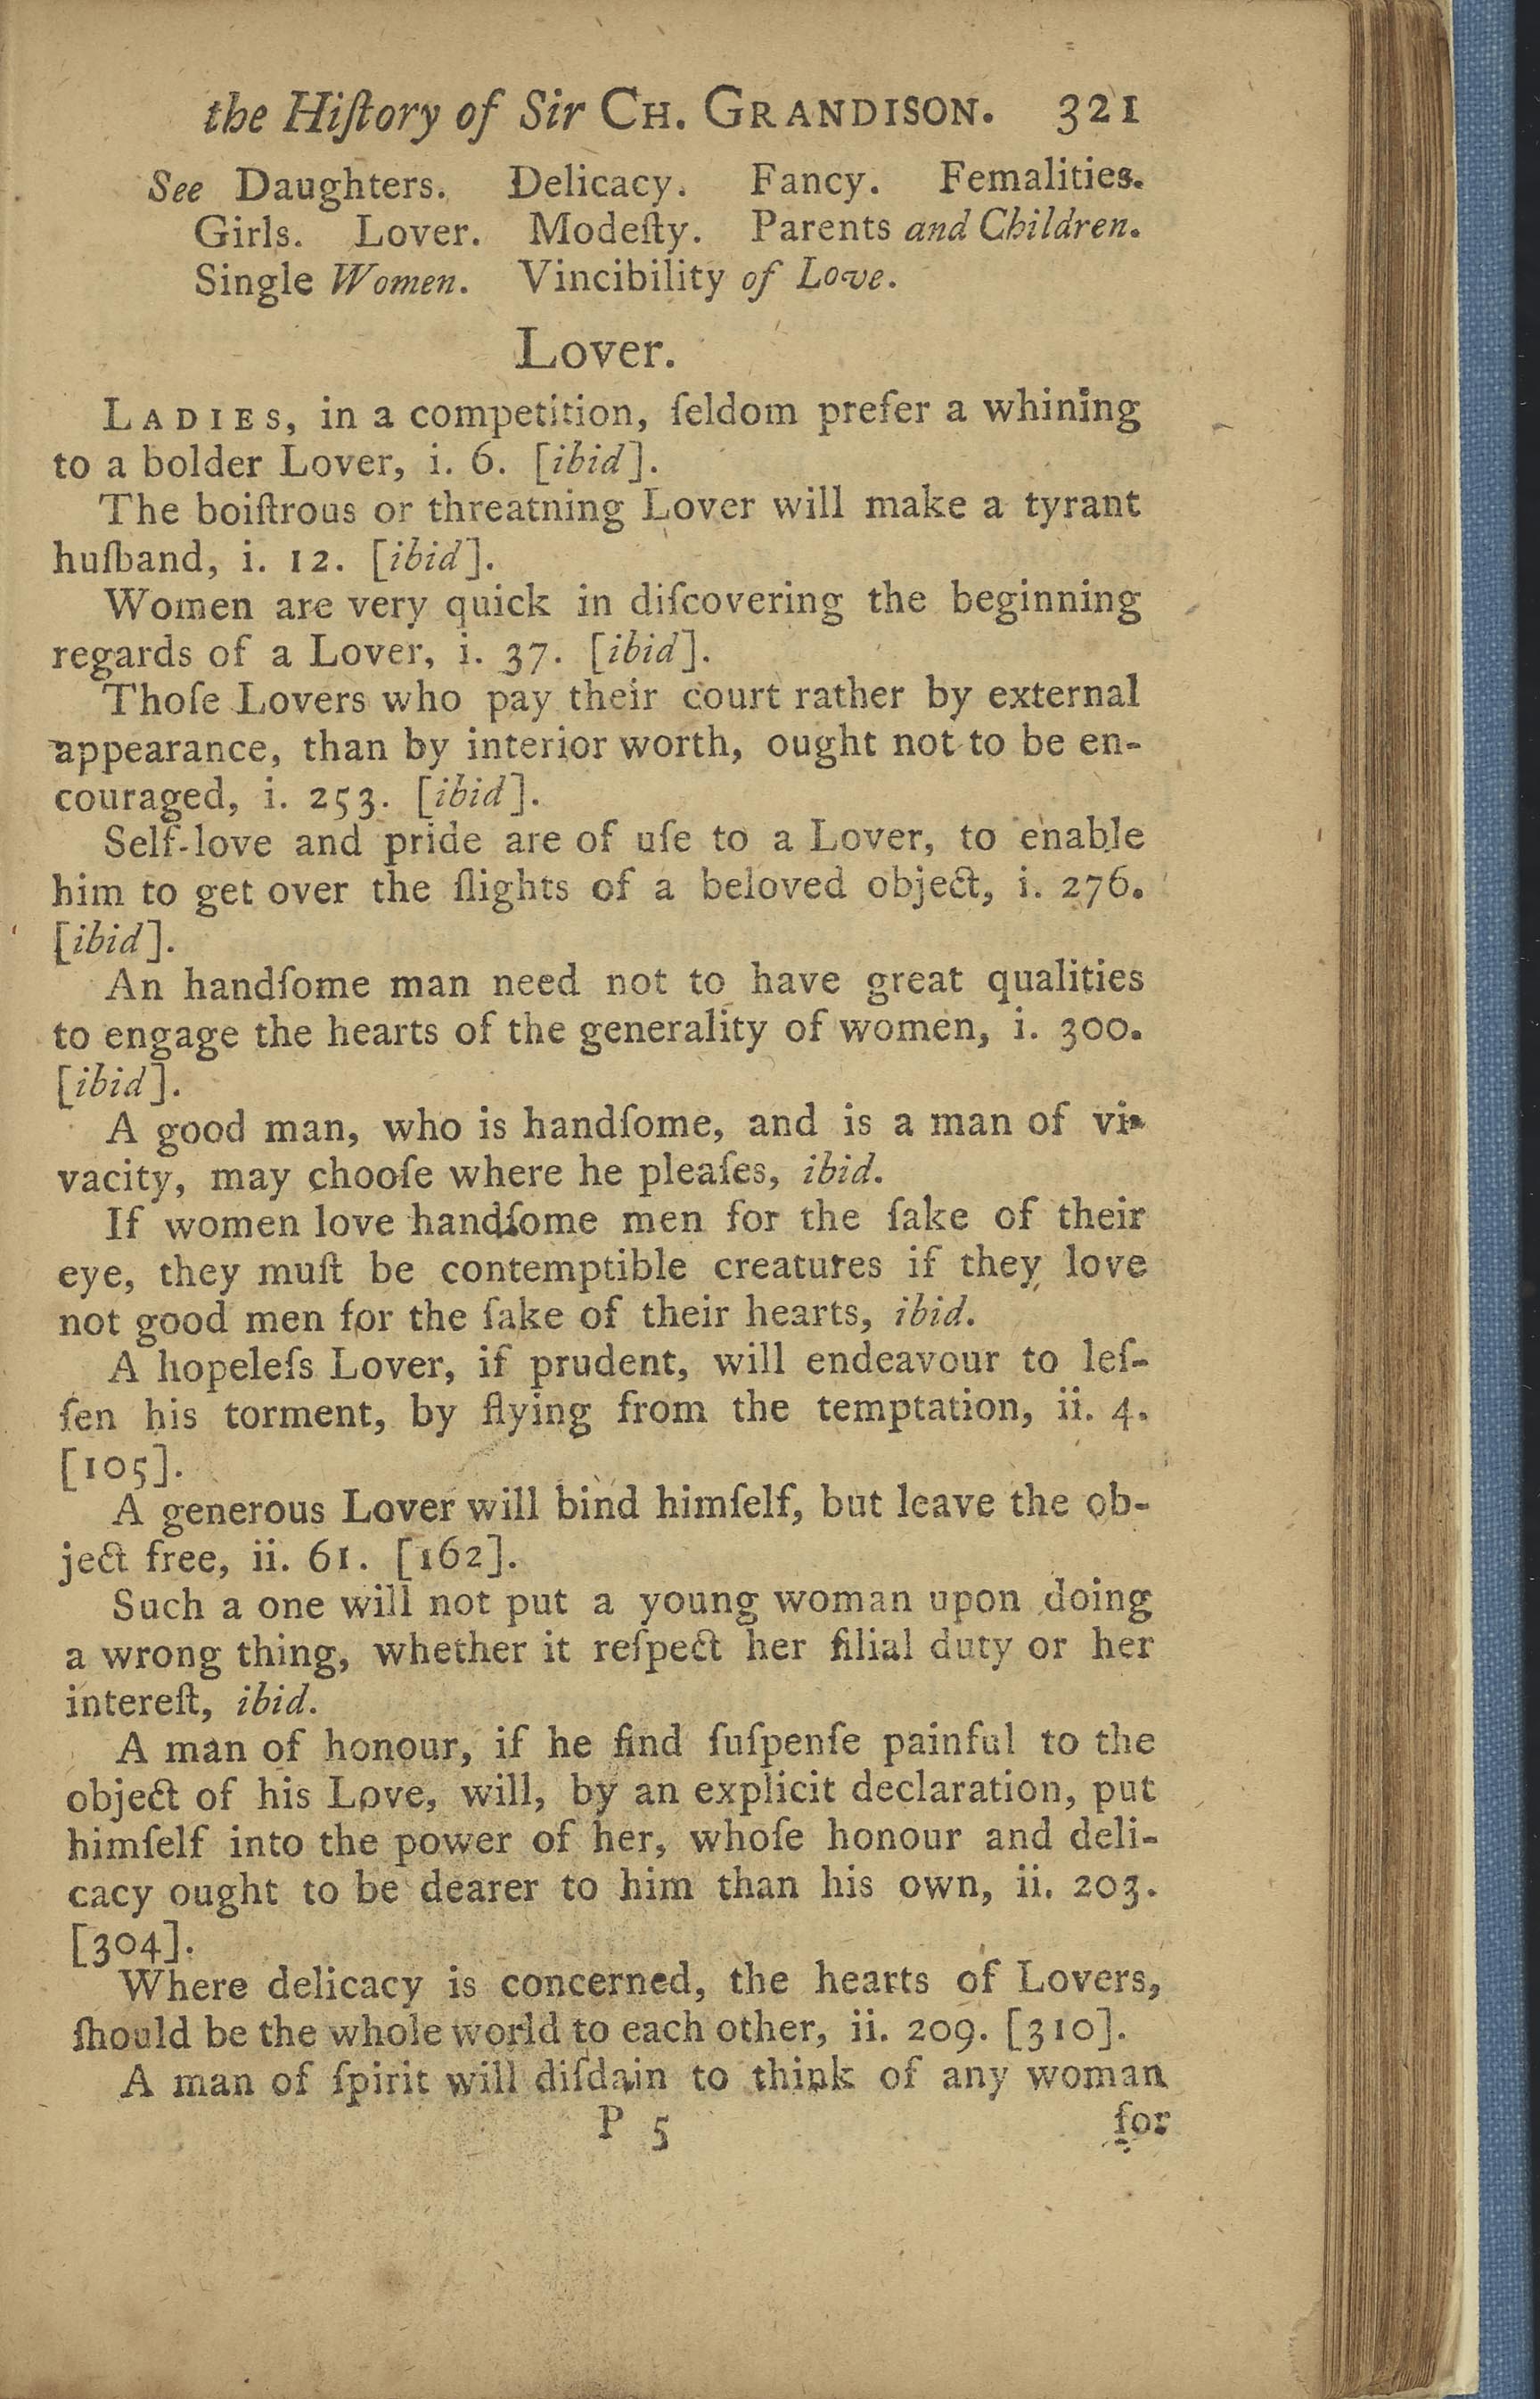 the Hiſtory of Sir CH. GRANDISON. 321
See Daughters. Delicacy. Fancy. Femalities.
Girls. Lover. Modeſty. Parents and Children.
Single Women. Vincibility of Love.
Lover.
LADIES, in a competition, ſeldom prefer a whining
to a bolder Lover, i. 6. [ibid].
The boiſtrous or threatning Lover will make a tyrant
huſband, i. 12. [ibid].
Women are very quick in diſcovering the beginning
regards of a Lover, i. 37. [ibid].
Thoſe Lovers who pay their court rather by external
appearance, than by interior worth, ought not to be en-
couraged, i. 253. [ibid].
Self-love and pride are of uſe to a Lover, to enable
him to get over the ſlights of a beloved object, i. 276.
[ibid].
An handſome man need not to have great qualities
to engage the hearts of the generality of women, i. 300.
[ibid].
A good man, who is handſome, and is a man of vi-
vacity, may chooſe where he pleaſes, ibid.
If women love handſome men for the ſake of their
eye, they muſt be contemptible creatures if they love
not good men for the ſake of their hearts, ibid.
A hopeleſs Lover, if prudent, will endeavour to leſ-
ſen his torment, by flying from the temptation, ii. 4.
[105].
A generous Lover will bind himſelf, but leave the ob-
ject free, ii. 61. [162].
Such a one will not put a young woman upon doing
a wrong thing, whether it reſpect her filial duty or her
intereſt, ibid.
A man of honour, if he find ſuſpenſe painful to the
object of his Love, will, by an explicit declaration, put
himſelf into the power of her, whoſe honour and deli-
cacy ought to be dearer to him than his own, ii. 203.
[304].
Where delicacy is concerned, the hearts of Lovers,
ſhould be the whole world to each other, ii. 209. [310].
A man of ſpirit will diſdain to think of any woman
P 5 for